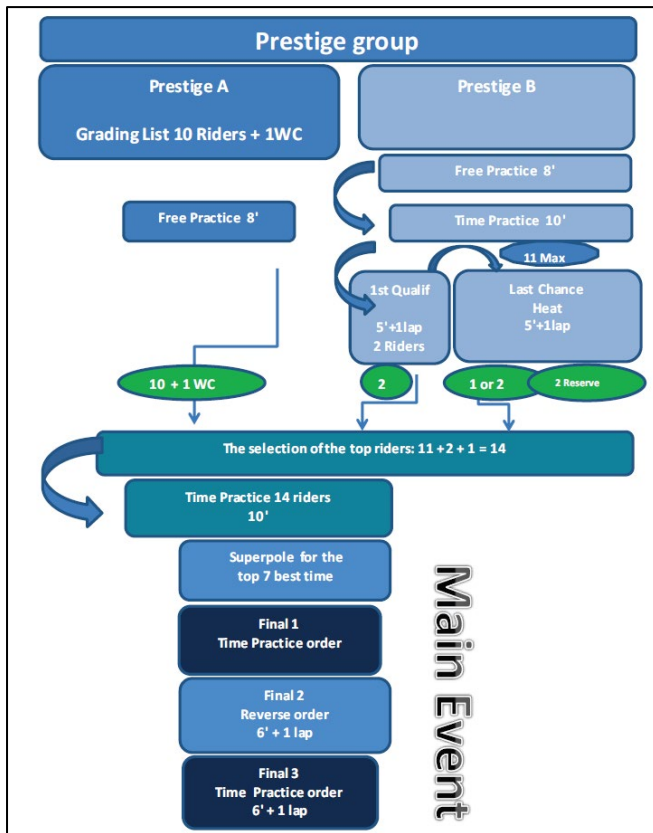 Prestige group
Prestige A
Grading List 10 Riders + 1WC
Prestige B
Free Practice 8'
Free Practice 8'
Time Practice 10'
11 Max
1st Qualif
5'+1lap
2 Riders
Last Chance
Heat
5'+1lap
10 + 1 WC
2
1 or 2
2 Reserve
The selection of the top riders: 11 +2 + 1 = 14
Time Practice 14 riders
10'
Superpole for the
top 7 best time
Final 1
Time Practice order
Final 2
Reverse order
6' + 1 lap
Final 3
Time Practice order
6' + 1 lap
Main Event